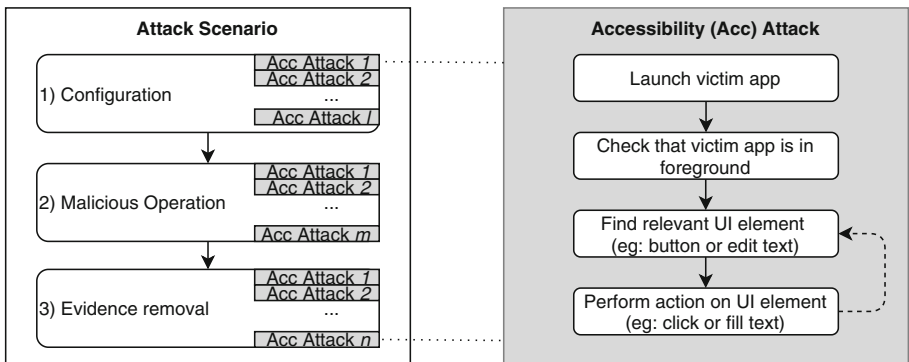 Attack Scenario
Acc Attack 1
Acc Attack 2
1) Configuration
...
Acc Attack l
Acc Attack 1
Acc Attack 2
2) Malicious Operation
...
Acc Attack m
Acc Attack 1
Acc Attack 2
3) Evidence removal
...
Acc Attack n
Accessibility (Acc) Attack
Launch victim app
Check that victim app is in
foreground
Find relevant UI element
(eg: button or edit text)
Perform action on UI element
(eg: click or fill text)